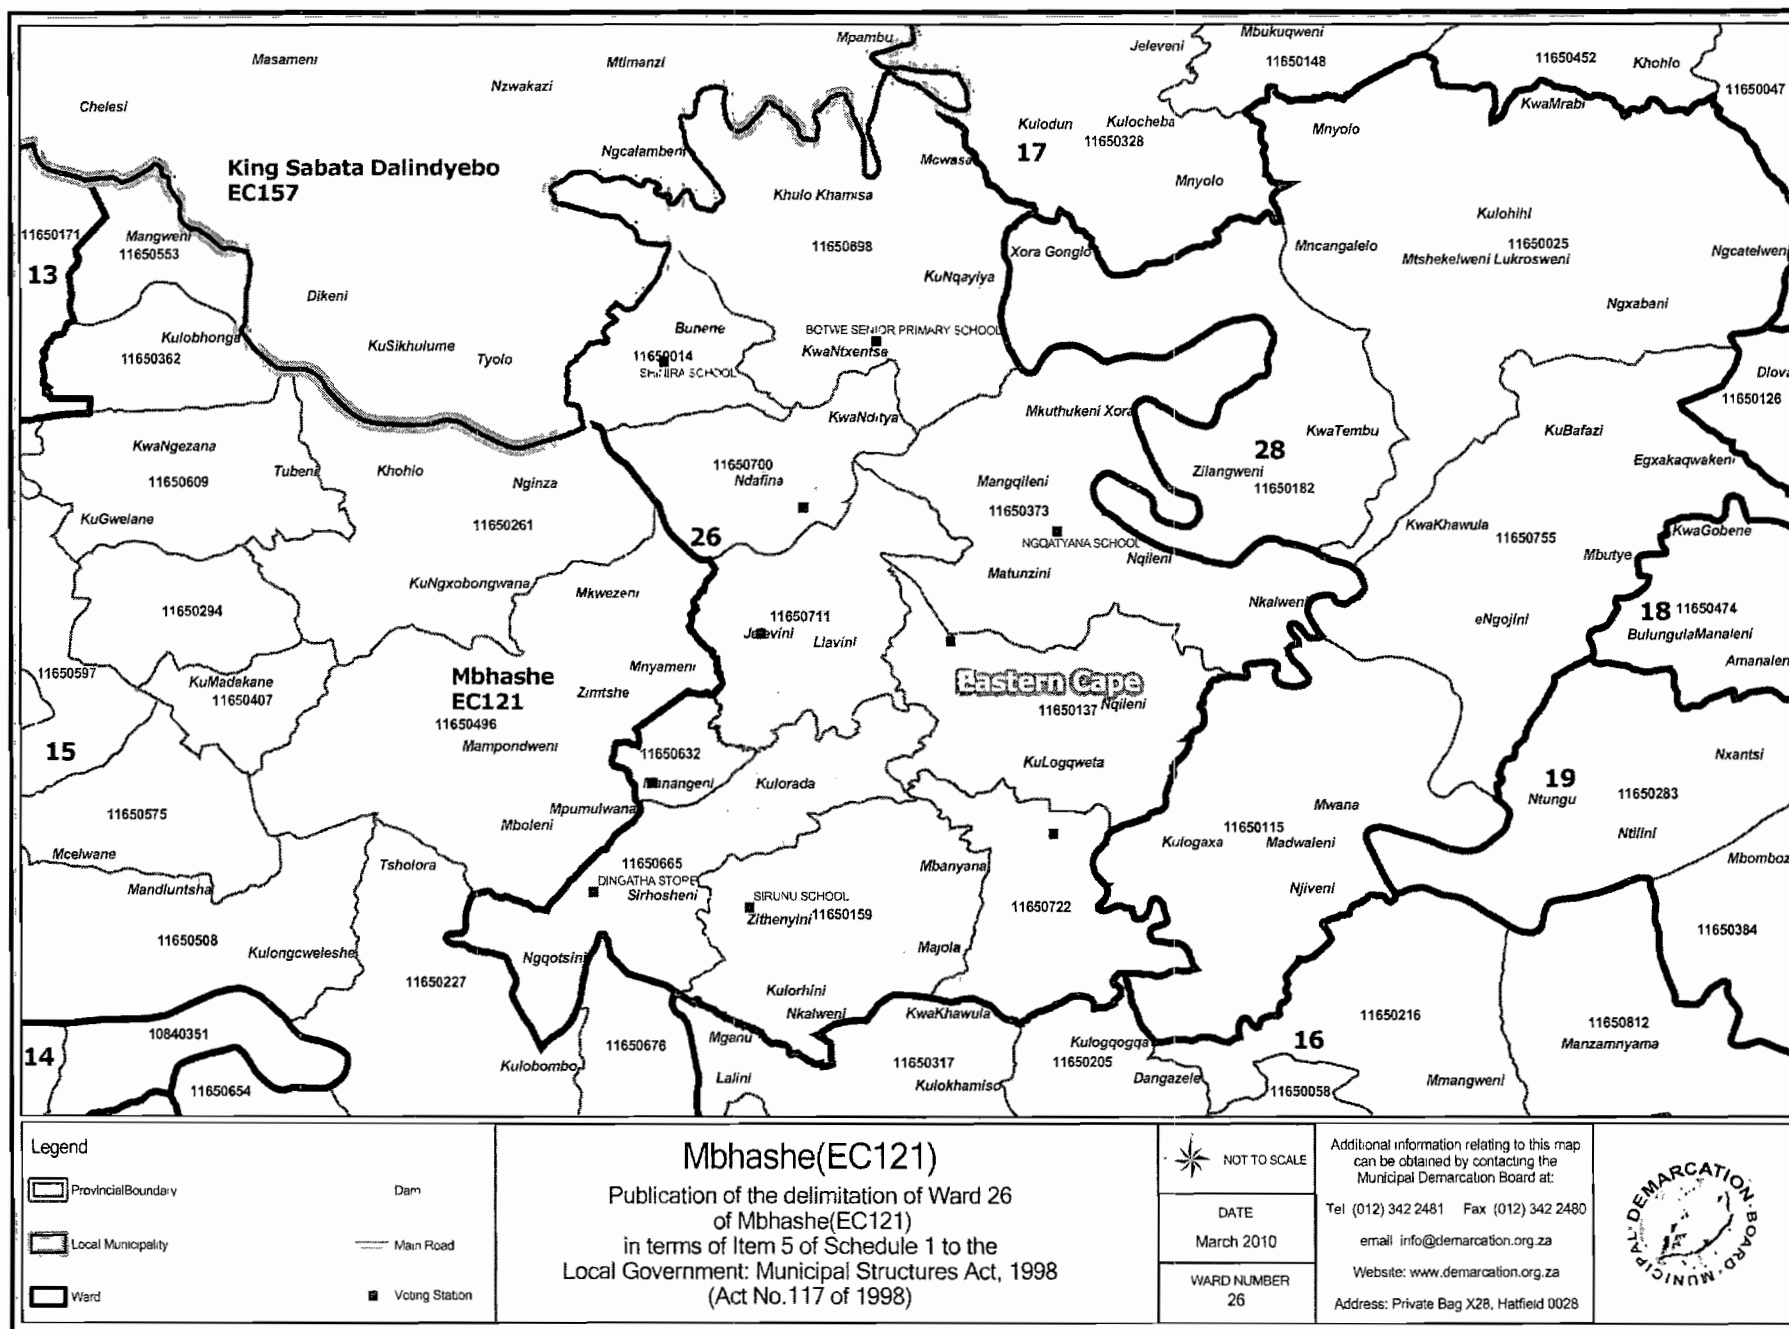 Masameni
Mtimanzi
Mpambu
Jeleveni
Mbukuqweni
11650148
11650452
Khohlo
11650047
Chelesi
Nzwakazi
KwaMrabi
Kulodun
Kulocheba
11650328
17
Mnyolo
Ngcalambeni
Mcwasa
King Sabata Dalindyebo
EC157
Khulo Khamisa
Mnyolo
Kulohihl
11650171
Mangweni
11650553
11650898
Xora Gonglo
Mncangalelo
11650025
Mtshekelweni Lukrosweni
Ngcatelweni
13
KuNqayiya
Dikeni
Ngxabani
Kulobhonga
11650362
KuSikhulume
Tyolo
Bunene
BOTWE SENIOR PRIMARY SCHOOL
KwaNtxentsa
11650014
SHINIRA SCHOOL
Dlova
11650126
Mkuthukeni Xora
KwaNditya
KwaTembu
KuBafazi
KwaNgezana
11650609
Tubeni
Khohlo
Nginza
11650700
Ndafina
28
Zilangweni
11650182
Egxakaqwakeni
Mangqileni
11650373
KuGwelane
11650261
26
NGQATYANA SCHOOL
Nqileni
KwaKhawula
11650755
KwaGobene
Mbutye
Matunzini
KuNgxobongwana
Mkwezeni
11650294
11650711
Jelevini
Llavini
Nkalweni
eNgojini
18
11650474
BulungulaManaleni
Amanaleni
11650597
KuMadakane
11650407
Mbhashe
EC121
11650496
Mnyameni
Zimtshe
Eastern Cape
11650137
Nqileni
15
Mampondweni
11650632
Manangeni
Kulorada
KuLogqweta
Nxantsi
19
Ntungu
11650283
11650575
Mpumulwana
Mboleni
Mwana
11650115
Kulogaxa
Madwaleni
Ntilini
Mcelwane
Tsholora
11650665
DINGATHA STORE
Sirhosheni
Mbanyana
Mbomboz
Mandluntsha
SIRUNU SCHOOL
Zithenyini
11650159
11650722
Njiveni
11650508
Kulongcweleshe
Ngqotsini
Majola
11650384
11650227
Kulorhini
Nkalweni
KwaKhawula
11650216
11650812
Manzamnyama
14
10840351
11650676
Mganu
Kulogqogqa
11650205
16
Kulobombo
11650317
Kulokhamiso
11650654
Lalini
Dangazele
11650058
Mmangweni
Legend
ProvincialBoundary
Local Municipality
Ward
Dam
Main Road
Voting Station
Mbhashe(EC121)
Publication of the delimitation of Ward 26
of Mbhashe(EC121)
in terms of Item 5 of Schedule 1 to the
Local Government: Municipal Structures Act, 1998
(Act No.117 of 1998)
NOT TO SCALE
DATE
March 2010
WARD NUMBER
26
Additional information relating to this map
can be obtained by contacting the
Municipal Demarcation Board at:
Tel (012) 342 2481 Fax (012) 342 2480
email info@demarcation.org.za
Website: www.demarcation.org.za
Address: Private Bag X28, Hatfield 0028
MUNICIPAL DEMARCATION BOARD